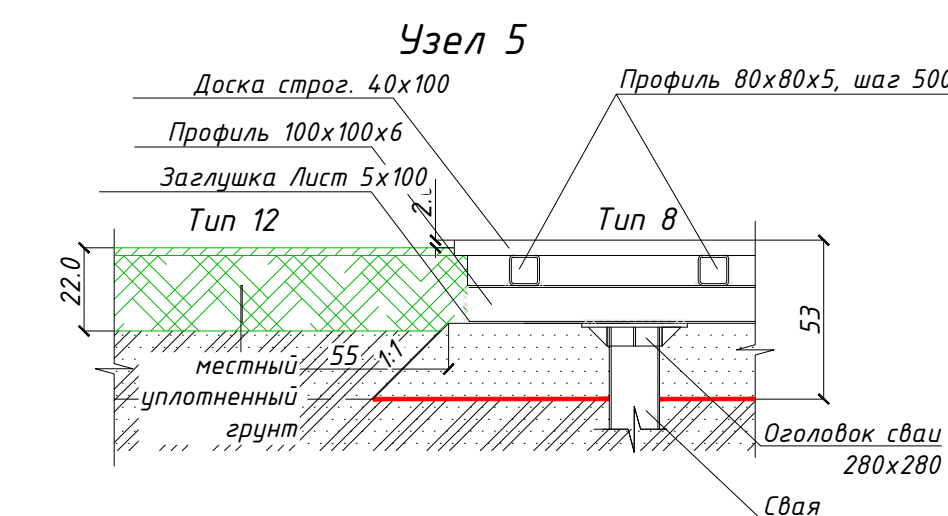 Узел 5
Доска строг. 40х100
Профиль 80х80х5, шаг 500
Профиль 100х100х6
Заглушка Лист 5х100
2.
Тип 12
Тип 8
22.0
53
55
1:1
местный
уплотненный
грунт
Оголовок сваи
280х280
Свая